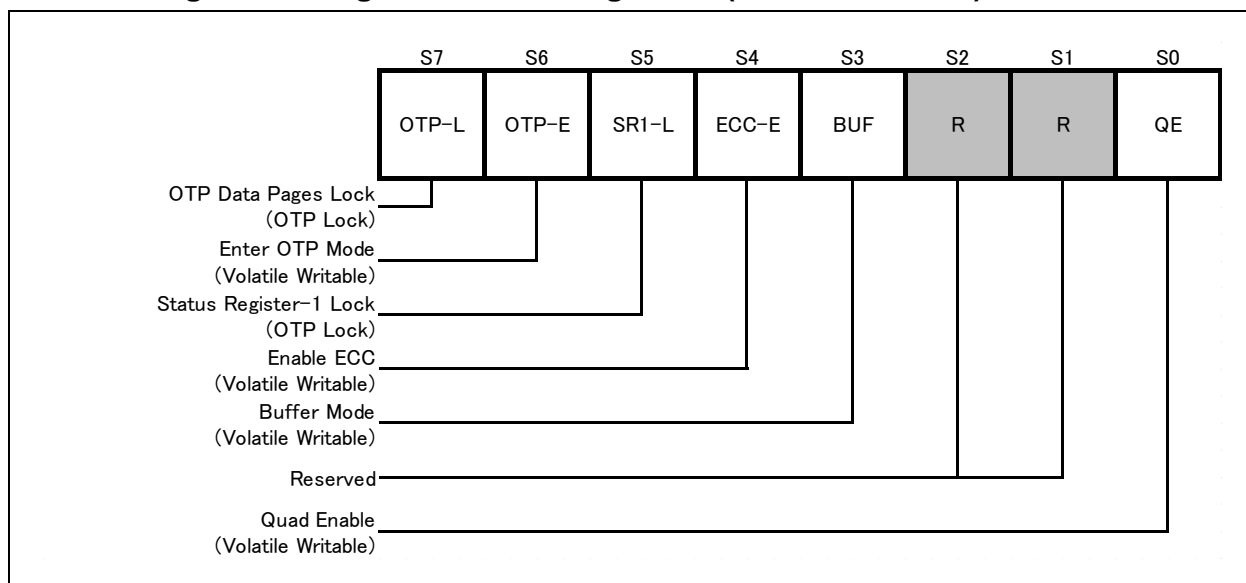 S7 S6 S5 S4 S3 S2 S1 S0
OTP-L OTP-E SR1-L ECC-E BUF R R QE
OTP Data Pages Lock
(OTP Lock)
Enter OTP Mode
(Volatile Writable)
Status Register-1 Lock
(OTP Lock)
Enable ECC
(Volatile Writable)
Buffer Mode
(Volatile Writable)
Reserved
Quad Enable
(Volatile Writable)